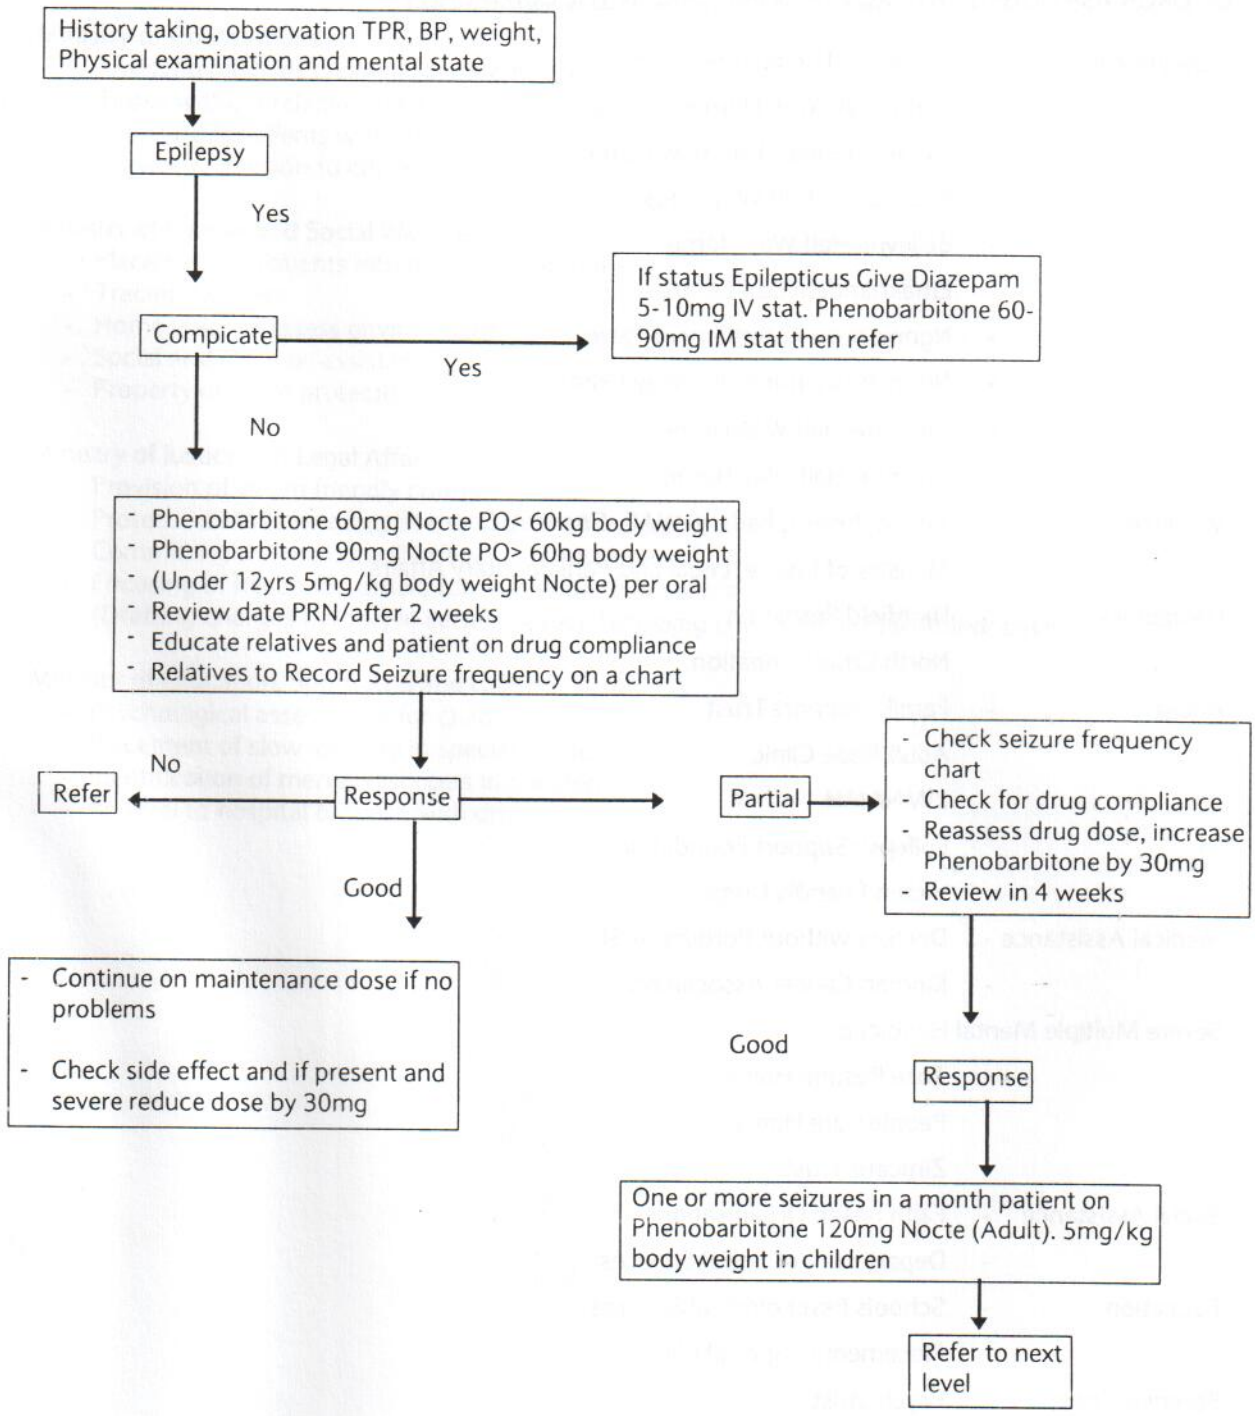 History taking, observation TPR, BP, weight,
Physical examination and mental state
Epilepsy
Yes
If status Epilepticus Give Diazepam
5-10mg IV stat. Phenobarbitone 60-
90mg IM stat then refer
Compicate
Yes
No
- Phenobarbitone 60mg Nocte PO< 60kg body weight
- Phenobarbitone 90mg Nocte PO> 60hg body weight
(Under 12yrs 5mg/kg body weight Nocte) per oral
- Review date PRN/after 2 weeks
- Educate relatives and patient on drug compliance
- Relatives to Record Seizure frequency on a chart
No
Refer
Response
Partial
- Check seizure frequency
chart
- Check for drug compliance
- Reassess drug dose, increase
Phenobarbitone by 30mg
- Review in 4 weeks
Good
- Continue on maintenance dose if no
problems
- Check side effect and if present and
severe reduce dose by 30mg
Good
Response
One or more seizures in a month patient on
Phenobarbitone 120mg Nocte (Adult). 5mg/kg
body weight in children
Refer to next
level